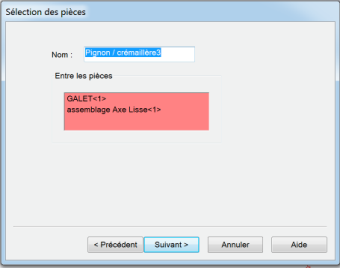 Sélection des pièces
Nom : Pignon / crémaillère3
Entre les pièces
GALET<1>
assemblage Axe Lisse<1>
< Précédent Suivant > Annuler Aide